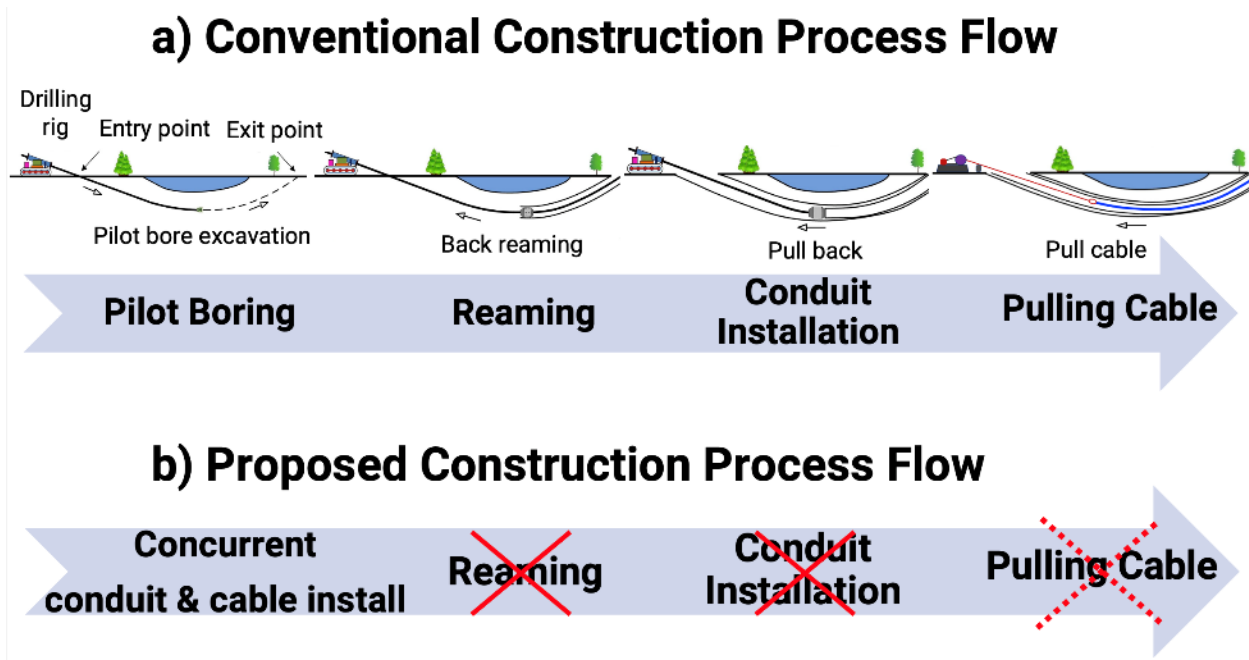 a) Conventional Construction Process Flow
Drilling
rig
Entry point
Exit point
Pilot bore excavation
Back reaming
Pull back
Pull cable
Pilot Boring
Reaming
Conduit
Installation
Pulling Cable
b) Proposed Construction Process Flow
Concurrent
conduit & cable install
Reaming
Conduit
Installation
Pulling Cable